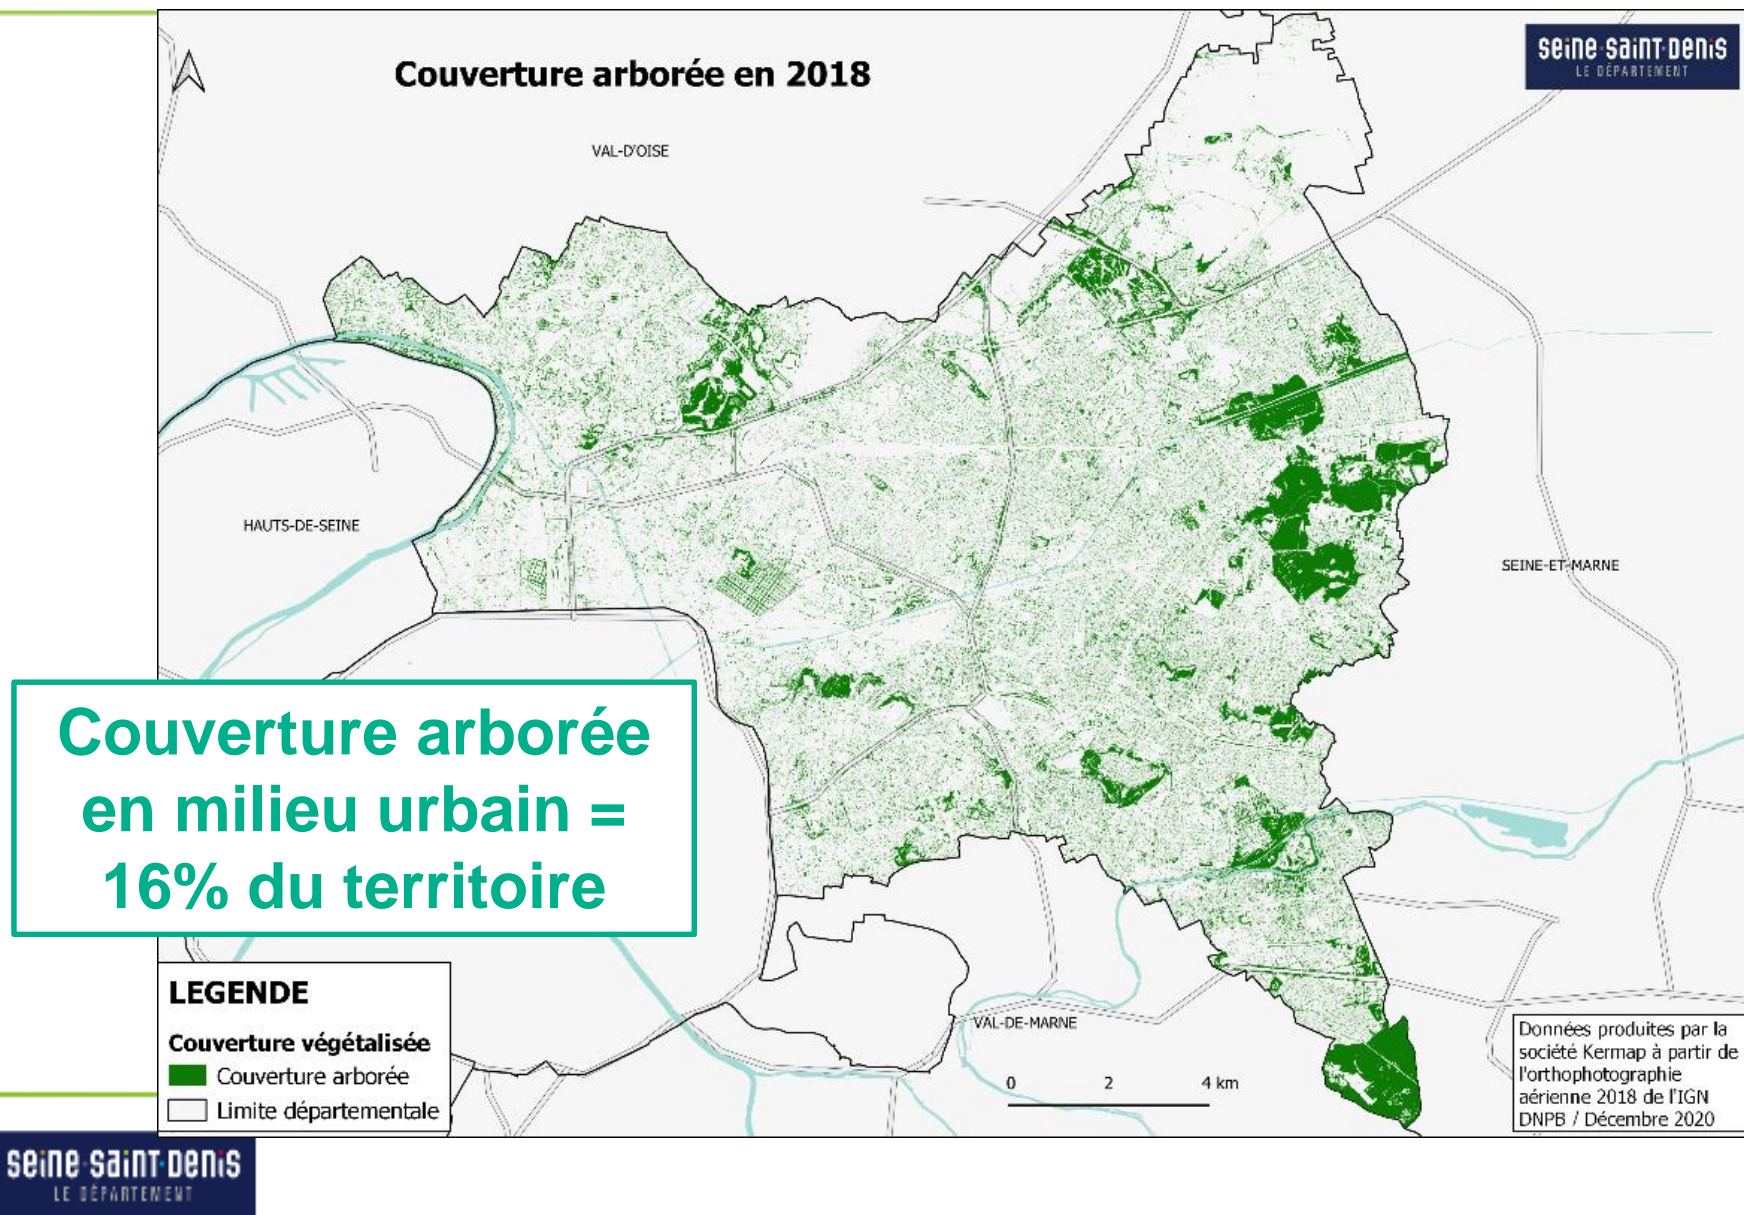 Couverture arborée en 2018
seine-saint-denis
LE DÉPARTEMENT
VAL-D'OISE
HAUTS-DE-SEINE
SEINE-ET-MARNE
Couverture arborée
en milieu urbain =
16% du territoire
LEGENDE
Couverture végétalisée
Couverture arborée
Limite départementale
VAL-DE-MARNE
0 2 4 km
Données produites par la
société Kermap à partir de
l'orthophotographie
aérienne 2018 de l'IGN
DNPB / Décembre 2020
seine-saint-denis
LE DÉPARTEMENT